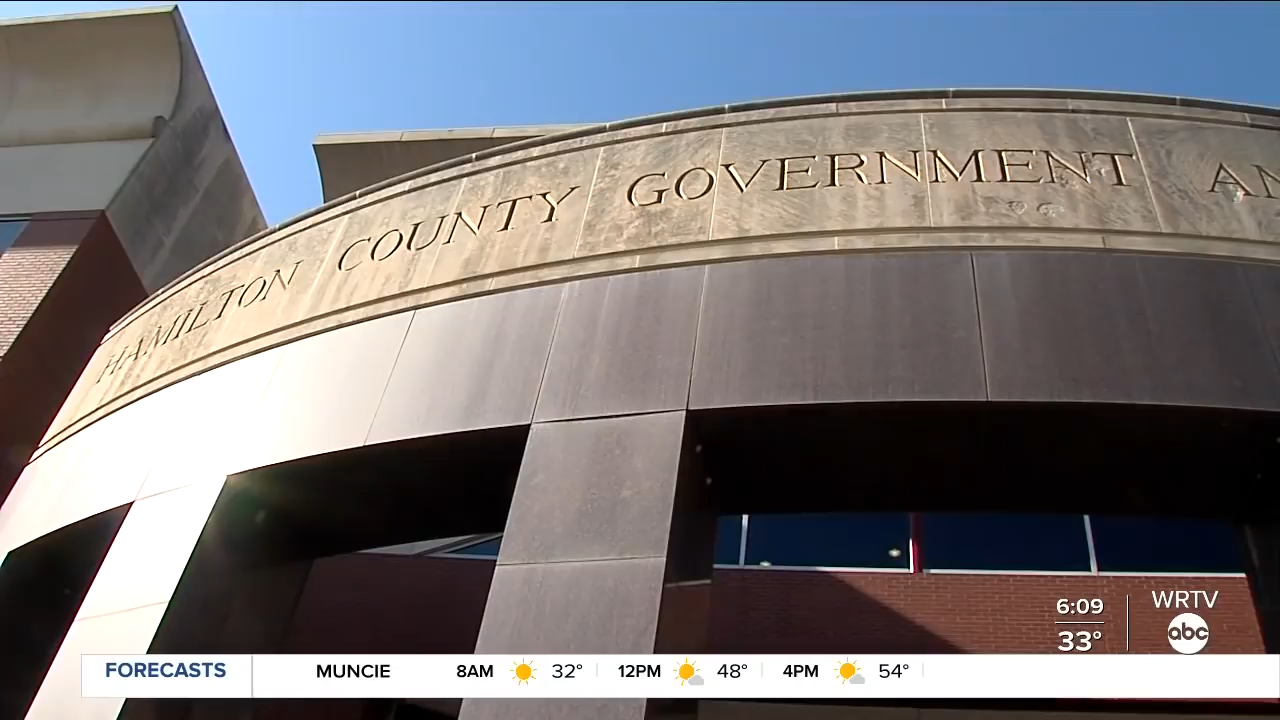 HAMILTON COUNTY GOVERNMENT
6:09
33°
WRTV
abc
FORECASTS MUNCIE 8AM 32° 12PM 48° 4PM 54°